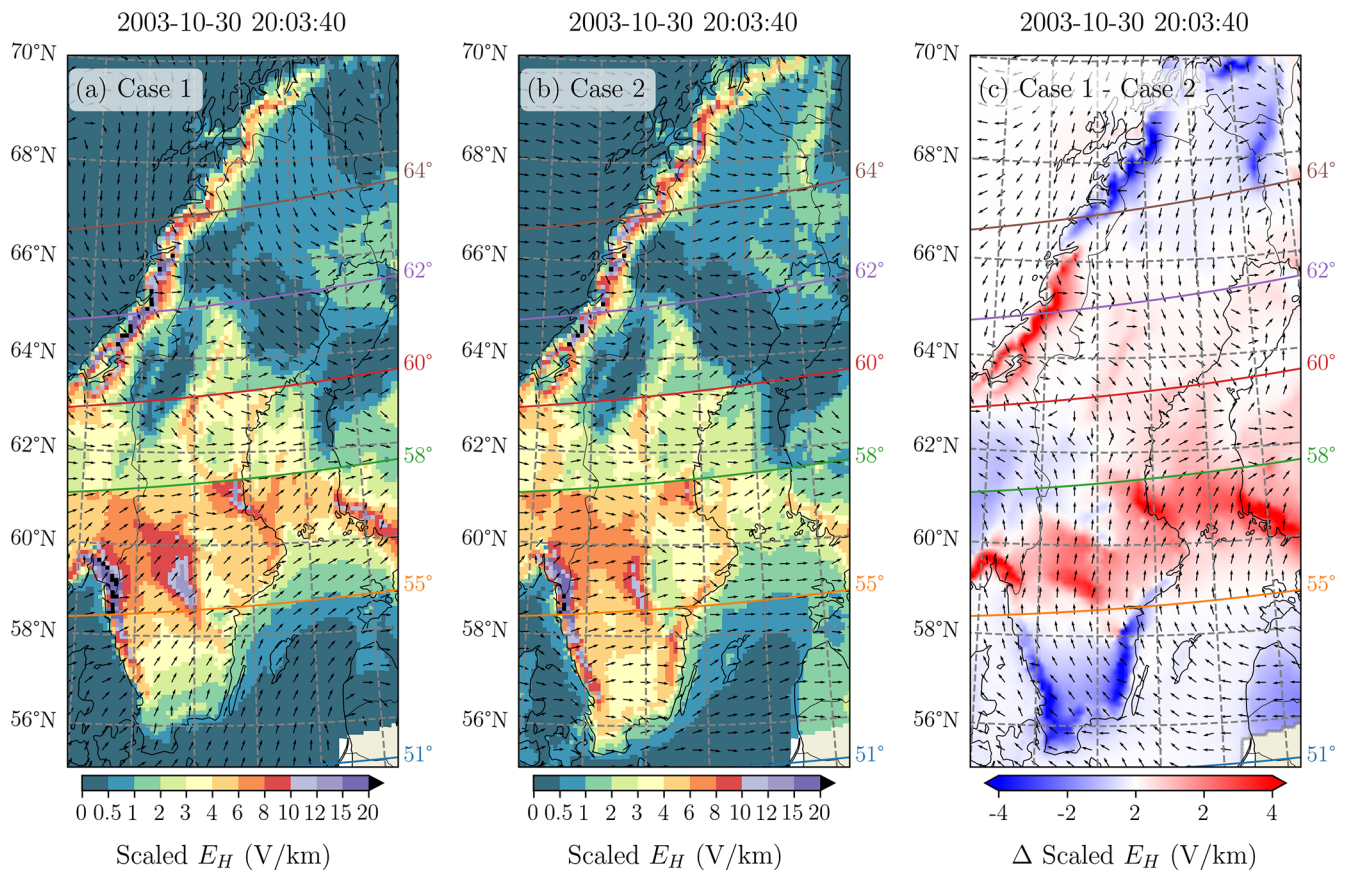 2003-10-30 20:03:40
2003-10-30 20:03:40
2003-10-30 20:03:40
(a) Case 1
70°N
68°N
66°N
64°N
62°N
60°N
58°N
56°N
64°
62°
60°
58°
55°
51°
0 0.5 1 2 3 4 6 8 10 12 15 20
Scaled E_H (V/km)
(b) Case 2
70°N
68°N
66°N
64°N
62°N
60°N
58°N
56°N
64°
62°
60°
58°
55°
51°
0 0.5 1 2 3 4 6 8 10 12 15 20
Scaled E_H (V/km)
(c) Case 1 - Case 2
70°N
68°N
66°N
64°N
62°N
60°N
58°N
56°N
64°
62°
60°
58°
55°
51°
-4 -2 2 2 4
Δ Scaled E_H (V/km)